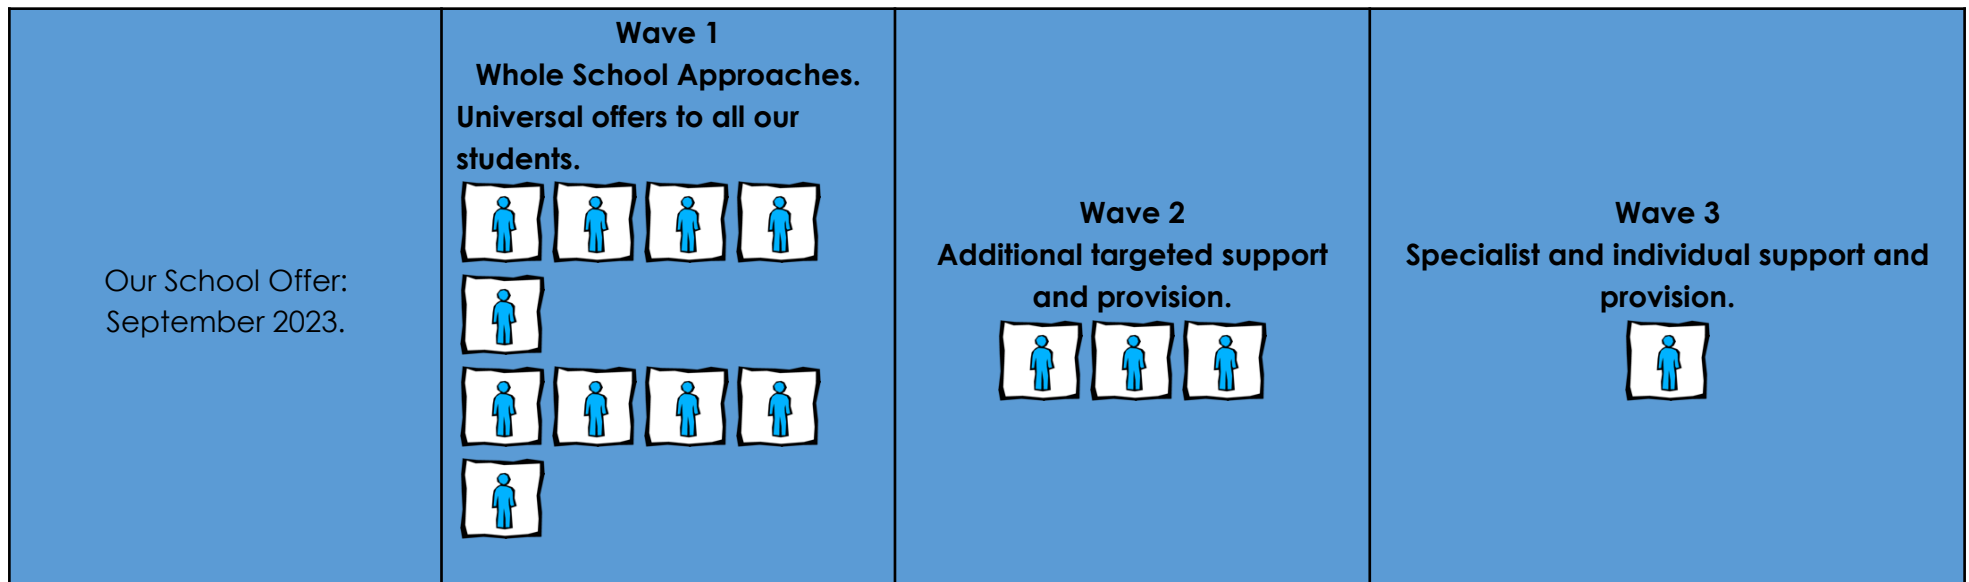 Our School Offer:
September 2023.
Wave 1
Whole School Approaches.
Universal offers to all our
students.
Wave 2
Additional targeted support
and provision.
Wave 3
Specialist and individual support and
provision.